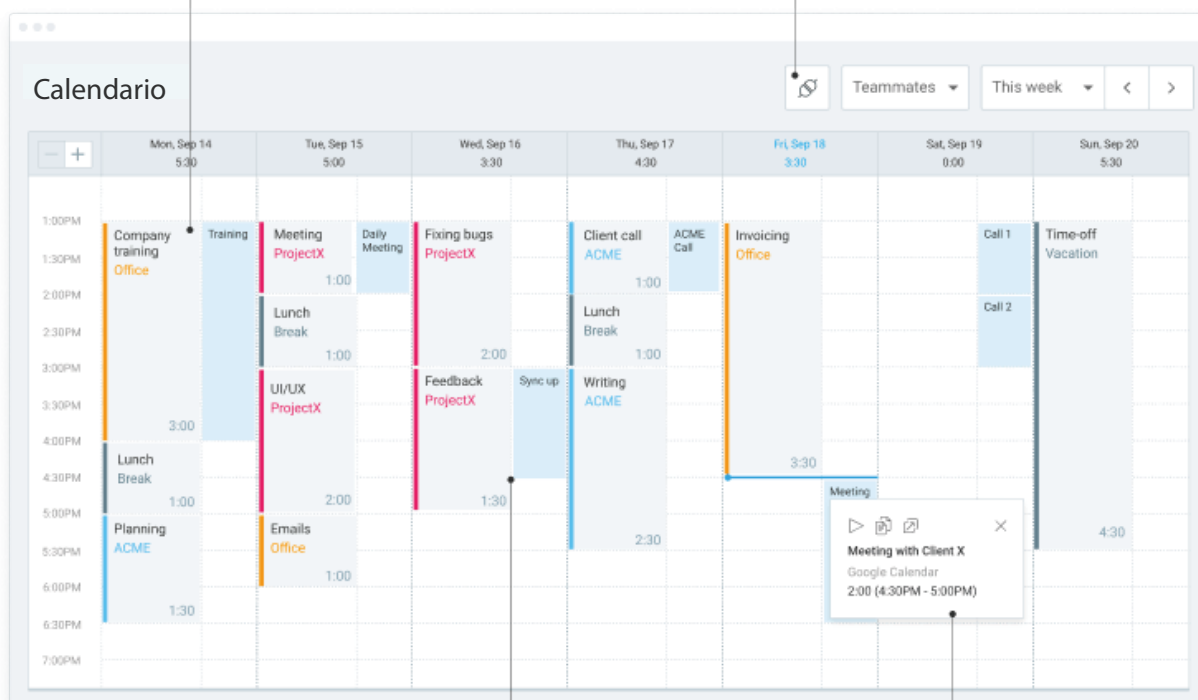 Calendario
Teammates
This week
Mon, Sep 14
5:30
Tue, Sep 15
5:00
Wed, Sep 16
3:30
Thu, Sep 17
4:30
Fri, Sep 18
3:30
Sat, Sep 19
0:00
Sun, Sep 20
5:30
1:00PM
1:30PM
2:00PM
2:30PM
3:00PM
3:30PM
4:00PM
4:30PM
5:00PM
5:30PM
6:00PM
6:30PM
7:00PM
Company
training
Office
3:00
Training
Lunch
Break
1:00
Planning
ACME
1:30
Meeting
ProjectX
1:00
Daily
Meeting
Lunch
Break
1:00
UI/UX
ProjectX
2:00
Emails
Office
1:00
Fixing bugs
ProjectX
2:00
Feedback
ProjectX
1:30
Sync up
Client call
ACME
1:00
ACME
Call
Lunch
Break
1:00
Writing
ACME
2:30
Invoicing
Office
3:30
Meeting
Meeting with Client X
Google Calendar
2:00 (4:30PM - 5:00PM)
Call 1
Call 2
Time-off
Vacation
4:30